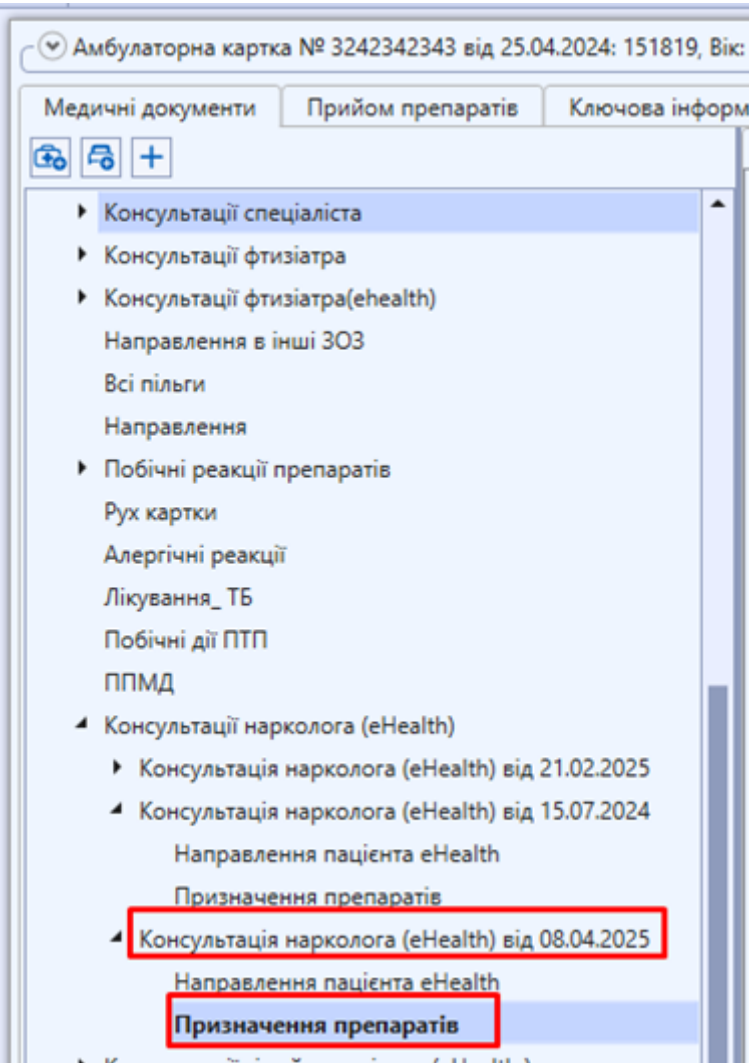 Амбулаторна картка № 3242342343 від 25.04.2024: 151819, Вік:
Медичні документи Прийом препаратів Ключова інформ
Консультації спеціаліста
Консультації фтизіатра
Консультації фтизіатра(ehealth)
Направлення в інші ЗОЗ
Всі пільги
Направлення
Побічні реакції препаратів
Рух картки
Алергічні реакції
Лікування_ ТБ
Побічні дії ПТП
ППМД
Консультації нарколога (eHealth)
Консультація нарколога (eHealth) від 21.02.2025
Консультація нарколога (eHealth) від 15.07.2024
Направлення пацієнта eHealth
Призначення препаратів
Консультація нарколога (eHealth) від 08.04.2025
Направлення пацієнта eHealth
Призначення препаратів